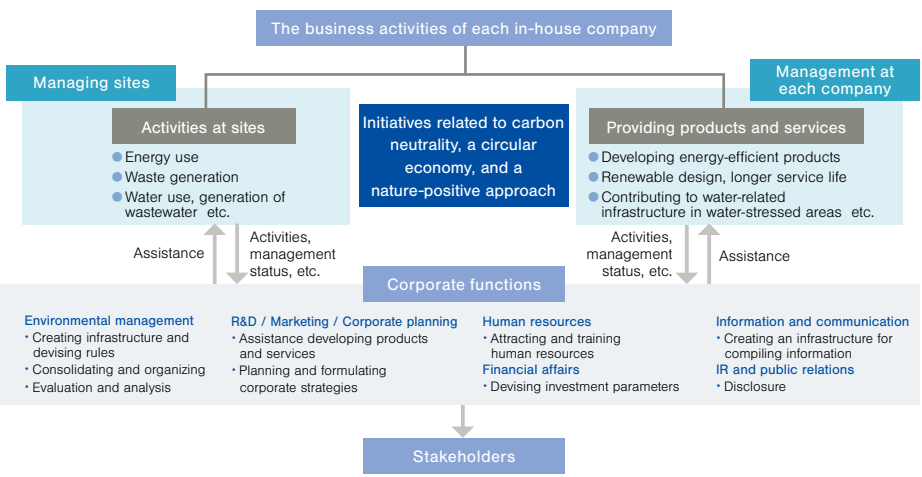 The business activities of each in-house company
Managing sites
Management at
each company
Activities at sites
Energy use
Waste generation
Water use, generation of
wastewater etc.
Initiatives related to carbon
neutrality, a circular
economy, and a
nature-positive approach
Providing products and services
Developing energy-efficient products
Renewable design, longer service life
Contributing to water-related
infrastructure in water-stressed areas etc.
Assistance
Activities,
management
status, etc.
Activities,
management
status, etc.
Assistance
Corporate functions
Environmental management
・Creating infrastructure and
devising rules
・Consolidating and organizing
・Evaluation and analysis
R&D / Marketing / Corporate planning
・Assistance developing products
and services
・Planning and formulating
corporate strategies
Human resources
・Attracting and training
human resources
Financial affairs
・Devising investment parameters
Information and communication
・Creating an infrastructure for
compiling information
IR and public relations
・Disclosure
Stakeholders